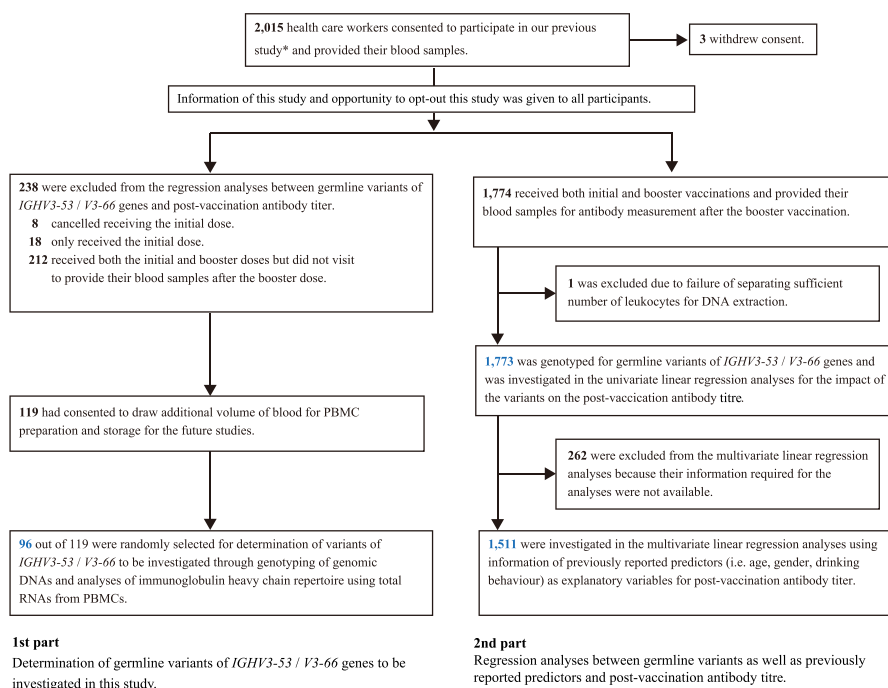 2,015 health care workers consented to participate in our previous
study* and provided their blood samples.
3 withdrew consent.
Information of this study and opportunity to opt-out this study was given to all participants.
238 were excluded from the regression analyses between germline variants of
IGHV3-53 / V3-66 genes and post-vaccination antibody titer.
8 cancelled receiving the initial dose.
18 only received the initial dose.
212 received both the initial and booster doses but did not visit
to provide their blood samples after the booster dose.
119 had consented to draw additional volume of blood for PBMC
preparation and storage for the future studies.
96 out of 119 were randomly selected for determination of variants of
IGHV3-53 / V3-66 to be investigated through genotyping of genomic
DNAs and analyses of immunoglobulin heavy chain repertoire using total
RNAs from PBMCs.
1st part
Determination of germline variants of IGHV3-53 / V3-66 genes to be
investigated in this study.
1,774 received both initial and booster vaccinations and provided their
blood samples for antibody measurement after the booster vaccination.
1 was excluded due to failure of separating sufficient
number of leukocytes for DNA extraction.
1,773 was genotyped for germline variants of IGHV3-53 / V3-66 genes and
was investigated in the univariate linear regression analyses for the impact of
the variants on the post-vaccication antibody titre.
262 were excluded from the multivariate linear regression
analyses because their information required for the
analyses were not available.
1,511 were investigated in the multivariate linear regression analyses using
information of previously reported predictors (i.e. age, gender, drinking
behaviour) as explanatory variables for post-vaccination antibody titer.
2nd part
Regression analyses between germline variants as well as previously
reported predictors and post-vaccination antibody titre.